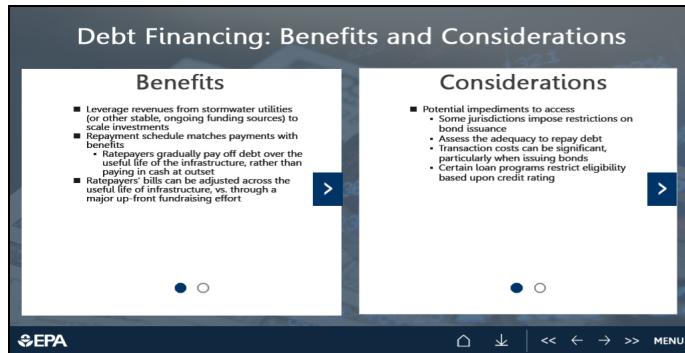 Debt Financing: Benefits and Considerations
Benefits
■ Leverage revenues from stormwater utilities
(or other stable, ongoing funding sources) to
scale investments
■ Repayment schedule matches payments with
benefits
▪ Ratepayers gradually pay off debt over the
useful life of the infrastructure, rather than
paying in cash at outset
■ Ratepayers' bills can be adjusted across the
useful life of infrastructure, vs. through a
major up-front fundraising effort
Considerations
■ Potential impediments to access
▪ Some jurisdictions impose restrictions on
bond issuance
▪ Assess the adequacy to repay debt
▪ Transaction costs can be significant,
particularly when issuing bonds
▪ Certain loan programs restrict eligibility
based upon credit rating
EPA
<< ← → >> MENU